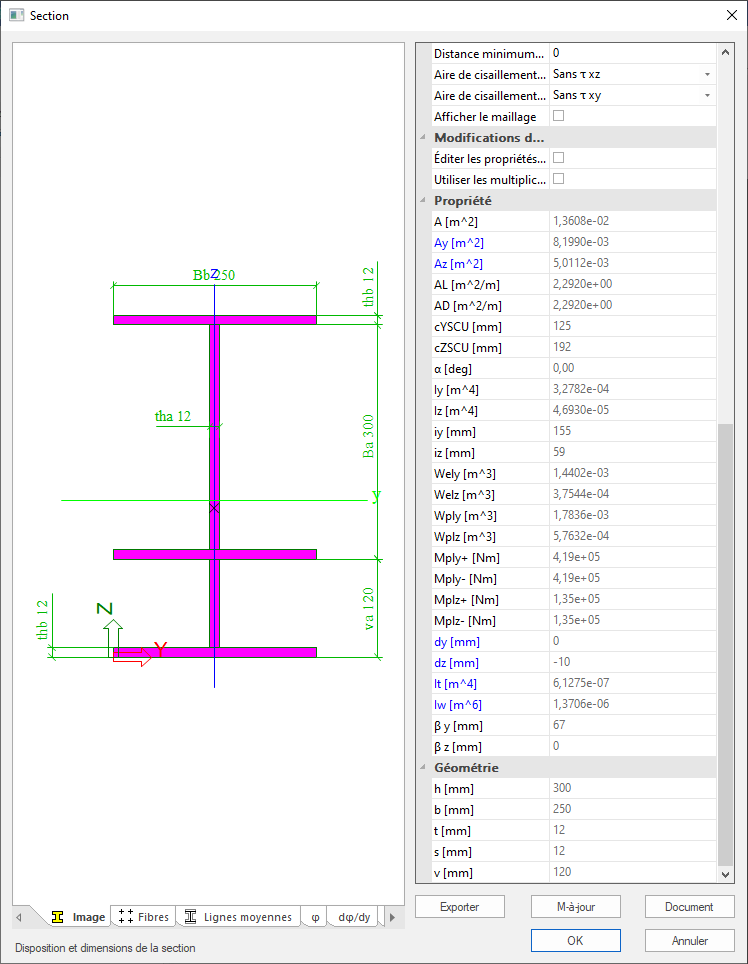 Section
Bb 250
z
thb 12
tha 12
Ba 300
y
va 120
thb 12
Z
Y
Distance minimum... 0
Aire de cisaillement... Sans τ xz
Aire de cisaillement... Sans τ xy
Afficher le maillage
Modifications d...
Éditer les propriétés...
Utiliser les multiplic...
Propriété
A [m^2] 1,3608e-02
Ay [m^2] 8,1990e-03
Az [m^2] 5,0112e-03
AL [m^2/m] 2,2920e+00
AD [m^2/m] 2,2920e+00
cYSCU [mm] 125
cZSCU [mm] 192
α [deg] 0,00
Iy [m^4] 3,2782e-04
Iz [m^4] 4,6930e-05
iy [mm] 155
iz [mm] 59
Wely [m^3] 1,4402e-03
Welz [m^3] 3,7544e-04
Wply [m^3] 1,7836e-03
Wplz [m^3] 5,7632e-04
Mply+ [Nm] 4,19e+05
Mply- [Nm] 4,19e+05
Mplz+ [Nm] 1,35e+05
Mplz- [Nm] 1,35e+05
dy [mm] 0
dz [mm] -10
It [m^4] 6,1275e-07
Iw [m^6] 1,3706e-06
β y [mm] 67
β z [mm] 0
Géométrie
h [mm] 300
b [mm] 250
t [mm] 12
s [mm] 12
v [mm] 120
Image Fibres Lignes moyennes φ dφ/dy
Exporter M-à-jour Document
Disposition et dimensions de la section
OK Annuler